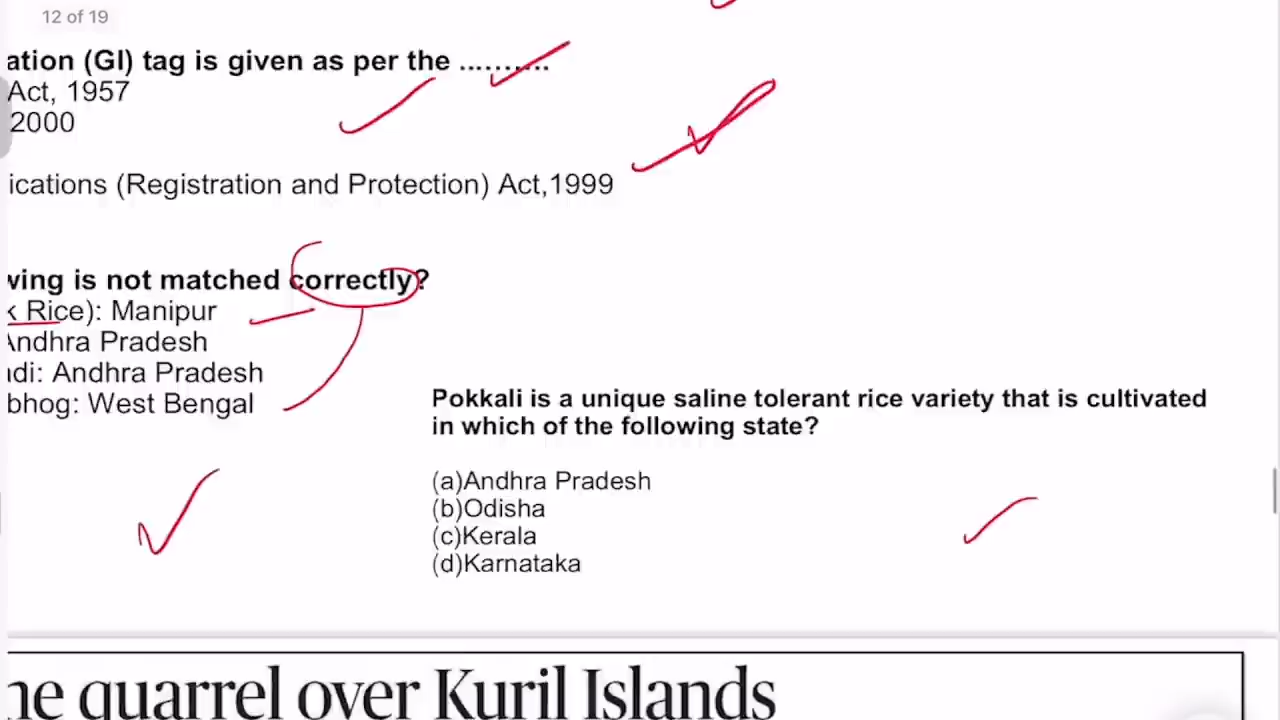 12 of 19
ation (GI) tag is given as per the ..........
Act, 1957
2000
ications (Registration and Protection) Act,1999
wing is not matched correctly?
k Rice): Manipur
Andhra Pradesh
di: Andhra Pradesh
bhog: West Bengal
Pokkali is a unique saline tolerant rice variety that is cultivated
in which of the following state?
(a)Andhra Pradesh
(b)Odisha
(c)Kerala
(d)Karnataka
ne quarrel over Kuril Islands